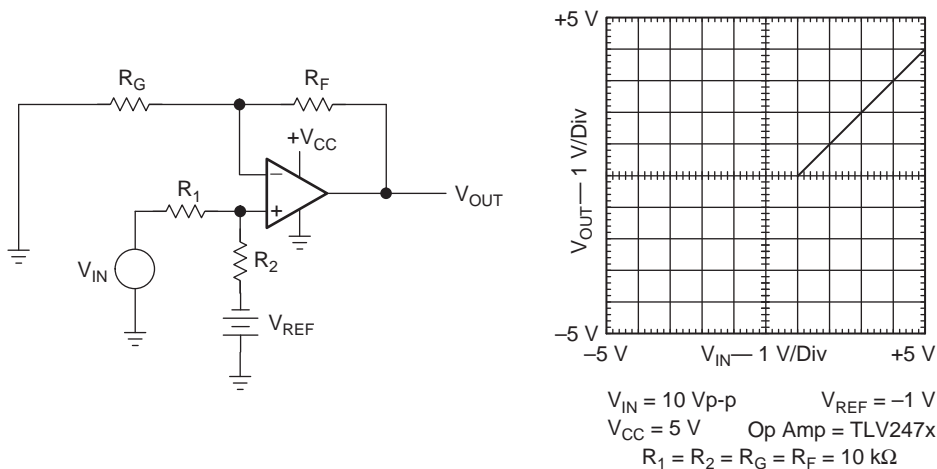 R_G
R_F
+V_CC
R_1
V_OUT
V_IN
R_2
V_REF
−
+
+5 V
V_OUT — 1 V/Div
−5 V
−5 V
V_IN — 1 V/Div
+5 V
V_IN = 10 Vp-p
V_REF = −1 V
V_CC = 5 V
Op Amp = TLV247x
R_1 = R_2 = R_G = R_F = 10 kΩ